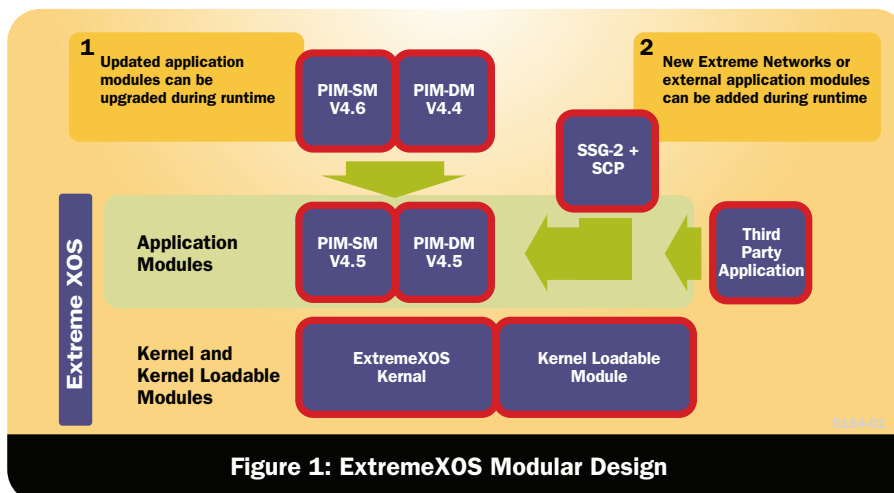 1
Updated application
modules can be
upgraded during runtime
PIM-SM
V4.6
PIM-DM
V4.4
2
New Extreme Networks or
external application modules
can be added during runtime
SSG-2 +
SCP
Extreme XOS
Application
Modules
PIM-SM
V4.5
PIM-DM
V4.5
Third
Party
Application
Kernel and
Kernel Loadable
Modules
ExtremeXOS
Kernal
Kernel Loadable
Module
Figure 1: ExtremeXOS Modular Design